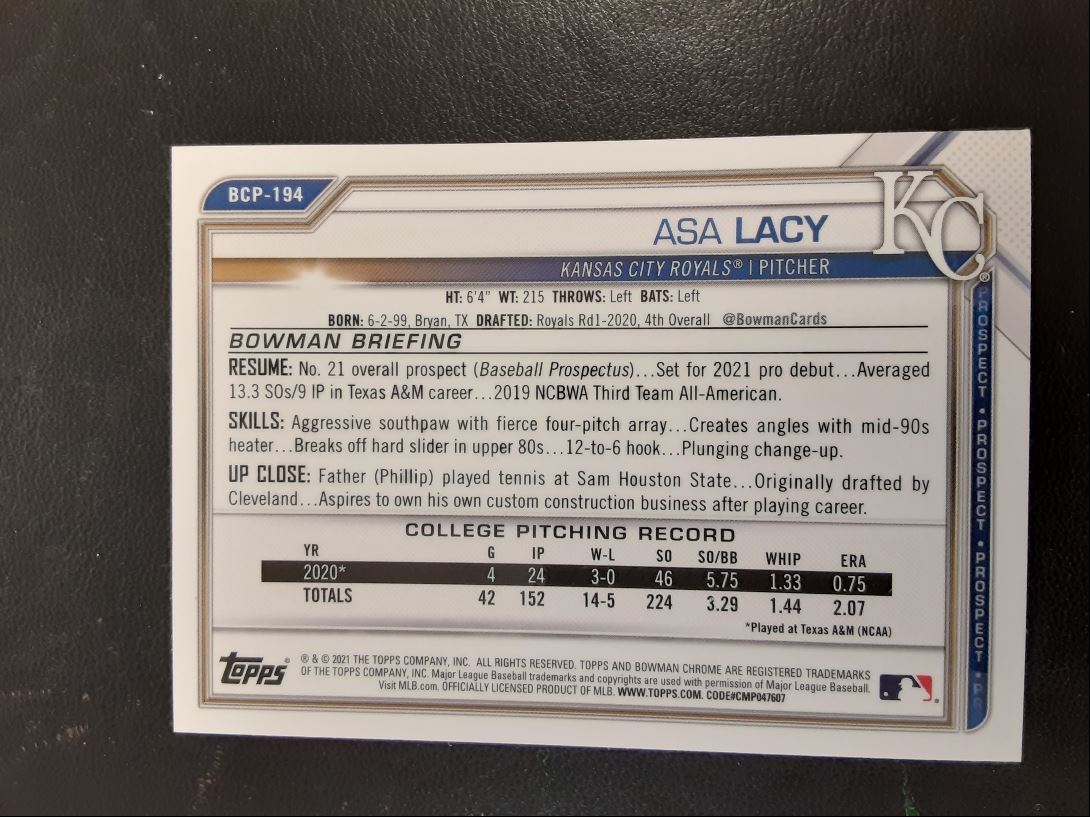 BCP-194
KC
ASA LACY
KANSAS CITY ROYALS® | PITCHER
HT: 6'4" WT: 215 THROWS: Left BATS: Left
BORN: 6-2-99, Bryan, TX DRAFTED: Royals Rd1-2020, 4th Overall @BowmanCards
BOWMAN BRIEFING
RESUME: No. 21 overall prospect (Baseball Prospectus)...Set for 2021 pro debut...Averaged
13.3 SOs/9 IP in Texas A&M career...2019 NCBWA Third Team All-American.
SKILLS: Aggressive southpaw with fierce four-pitch array...Creates angles with mid-90s
heater...Breaks off hard slider in upper 80s...12-to-6 hook...Plunging change-up.
UP CLOSE: Father (Phillip) played tennis at Sam Houston State...Originally drafted by
Cleveland...Aspires to own his own custom construction business after playing career.
COLLEGE PITCHING RECORD
YR G IP W-L SO SO/BB WHIP ERA
2020* 4 24 3-0 46 5.75 1.33 0.75
TOTALS 42 152 14-5 224 3.29 1.44 2.07
*Played at Texas A&M (NCAA)
Topps®
® & © 2021 THE TOPPS COMPANY, INC. ALL RIGHTS RESERVED. TOPPS AND BOWMAN CHROME ARE REGISTERED TRADEMARKS
OF THE TOPPS COMPANY, INC. Major League Baseball trademarks and copyrights are used with permission of Major League Baseball.
Visit MLB.com. OFFICIALLY LICENSED PRODUCT OF MLB. WWW.TOPPS.COM. CODE#CMP047607
PROSPECT • PROSPECT • PROSPECT • PR